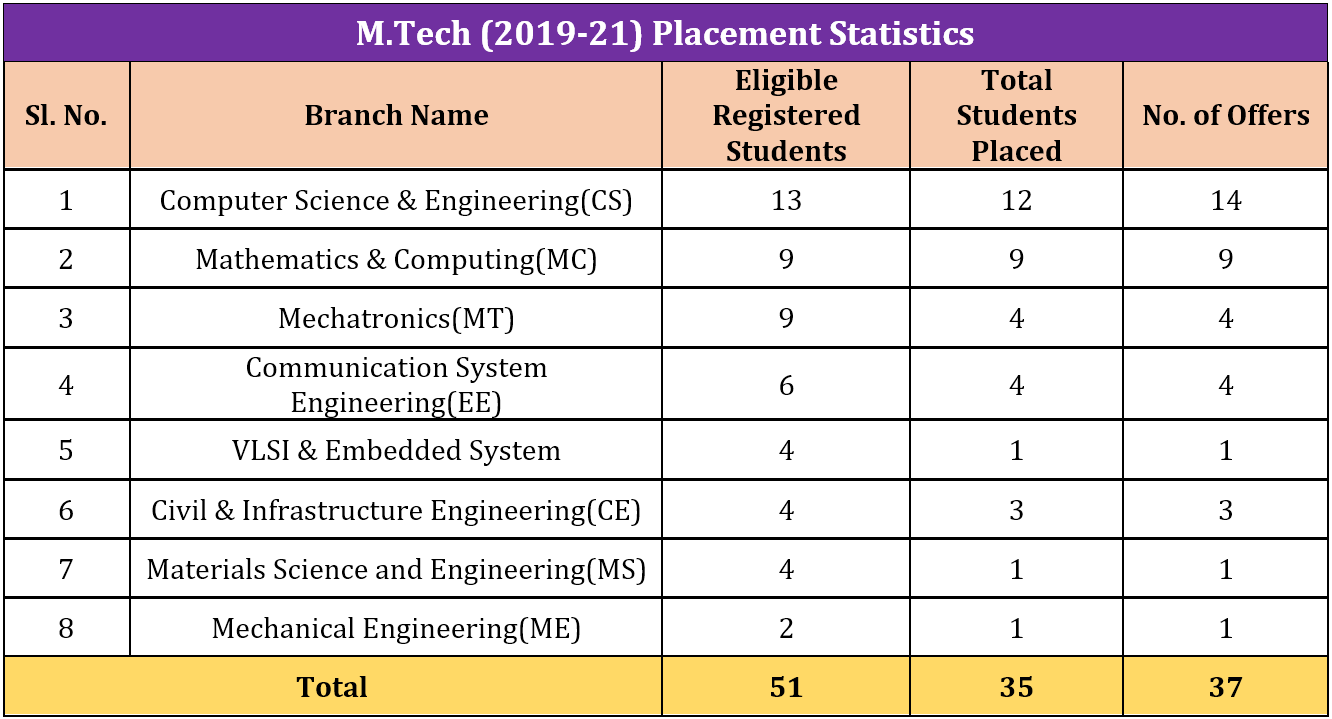 M.Tech (2019-21) Placement Statistics
Sl. No. Branch Name Eligible Registered Students Total Students Placed No. of Offers
1 Computer Science & Engineering(CS) 13 12 14
2 Mathematics & Computing(MC) 9 9 9
3 Mechatronics(MT) 9 4 4
4 Communication System Engineering(EE) 6 4 4
5 VLSI & Embedded System 4 1 1
6 Civil & Infrastructure Engineering(CE) 4 3 3
7 Materials Science and Engineering(MS) 4 1 1
8 Mechanical Engineering(ME) 2 1 1
Total 51 35 37